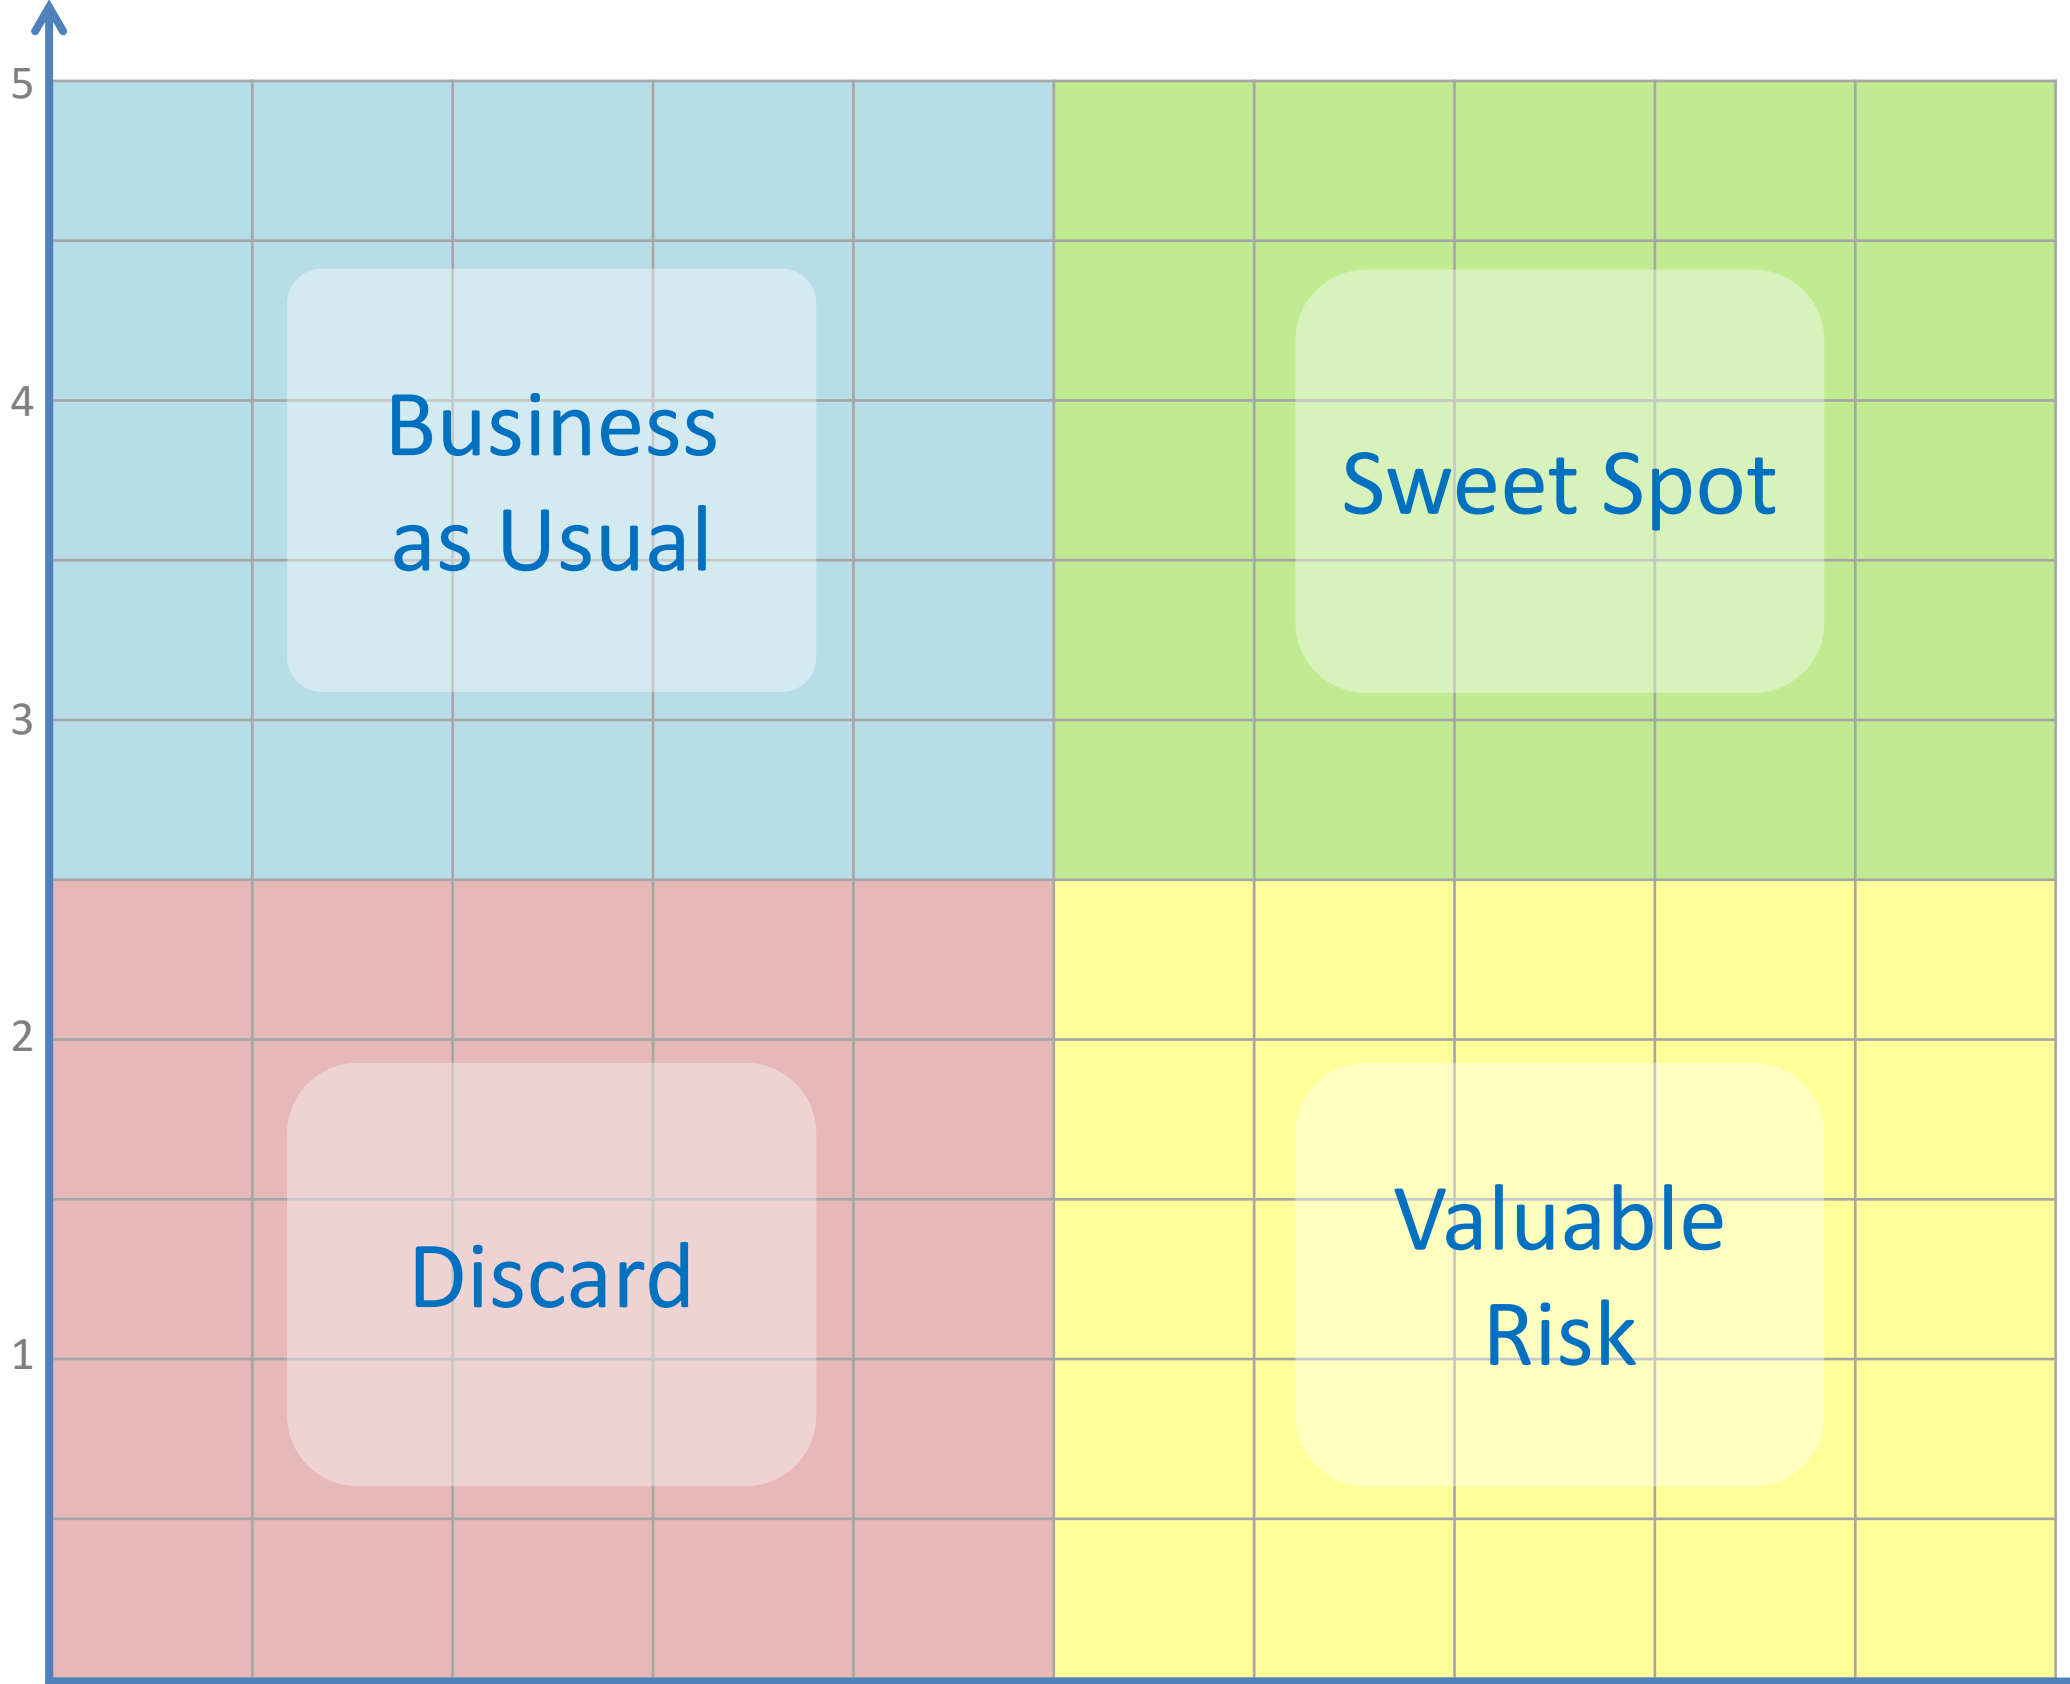 5
4
Business
as Usual
Sweet Spot
3
2
Discard
Valuable
Risk
1